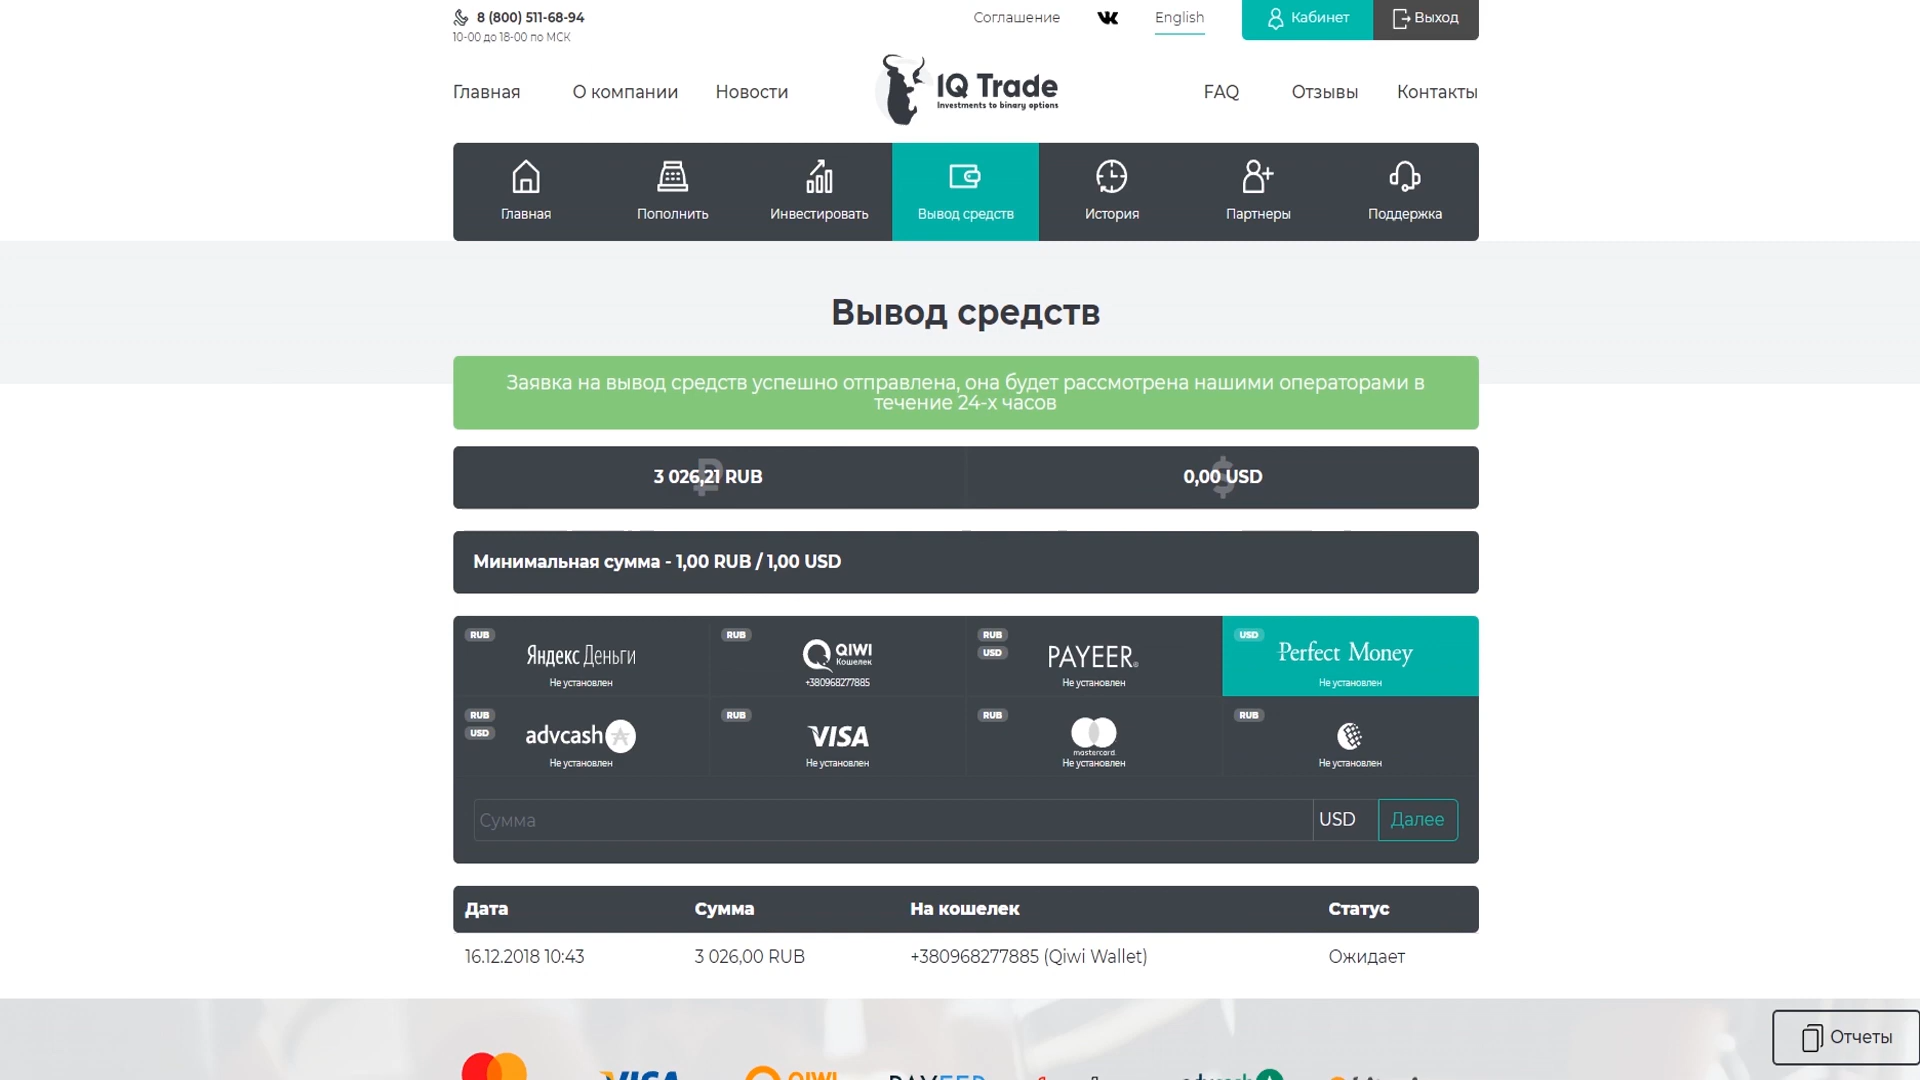 8 (800) 511-68-94
10-00 до 18-00 по МСК
Соглашение
English
Кабинет
Выход
Главная
О компании
Новости
IQ Trade
Investments to binary options
FAQ
Отзывы
Контакты
Главная
Пополнить
Инвестировать
Вывод средств
История
Партнеры
Поддержка
Вывод средств
Заявка на вывод средств успешно отправлена, она будет рассмотрена нашими операторами в
течение 24-х часов
3 026,21 RUB
0,00 USD
Минимальная сумма - 1,00 RUB / 1,00 USD
RUB
Яндекс Деньги
Не установлен
RUB
QIWI
Кошелек
+380968277885
RUB
USD
PAYEER®
Не установлен
USD
Perfect Money
Не установлен
RUB
USD
advcash
Не установлен
RUB
VISA
Не установлен
RUB
mastercard.
Не установлен
RUB
Не установлен
Сумма
USD
Далее
Дата Сумма На кошелек Статус
16.12.2018 10:43 3 026,00 RUB +380968277885 (Qiwi Wallet) Ожидает
Отчеты
VISA
QIWI
PAYEER
advcash